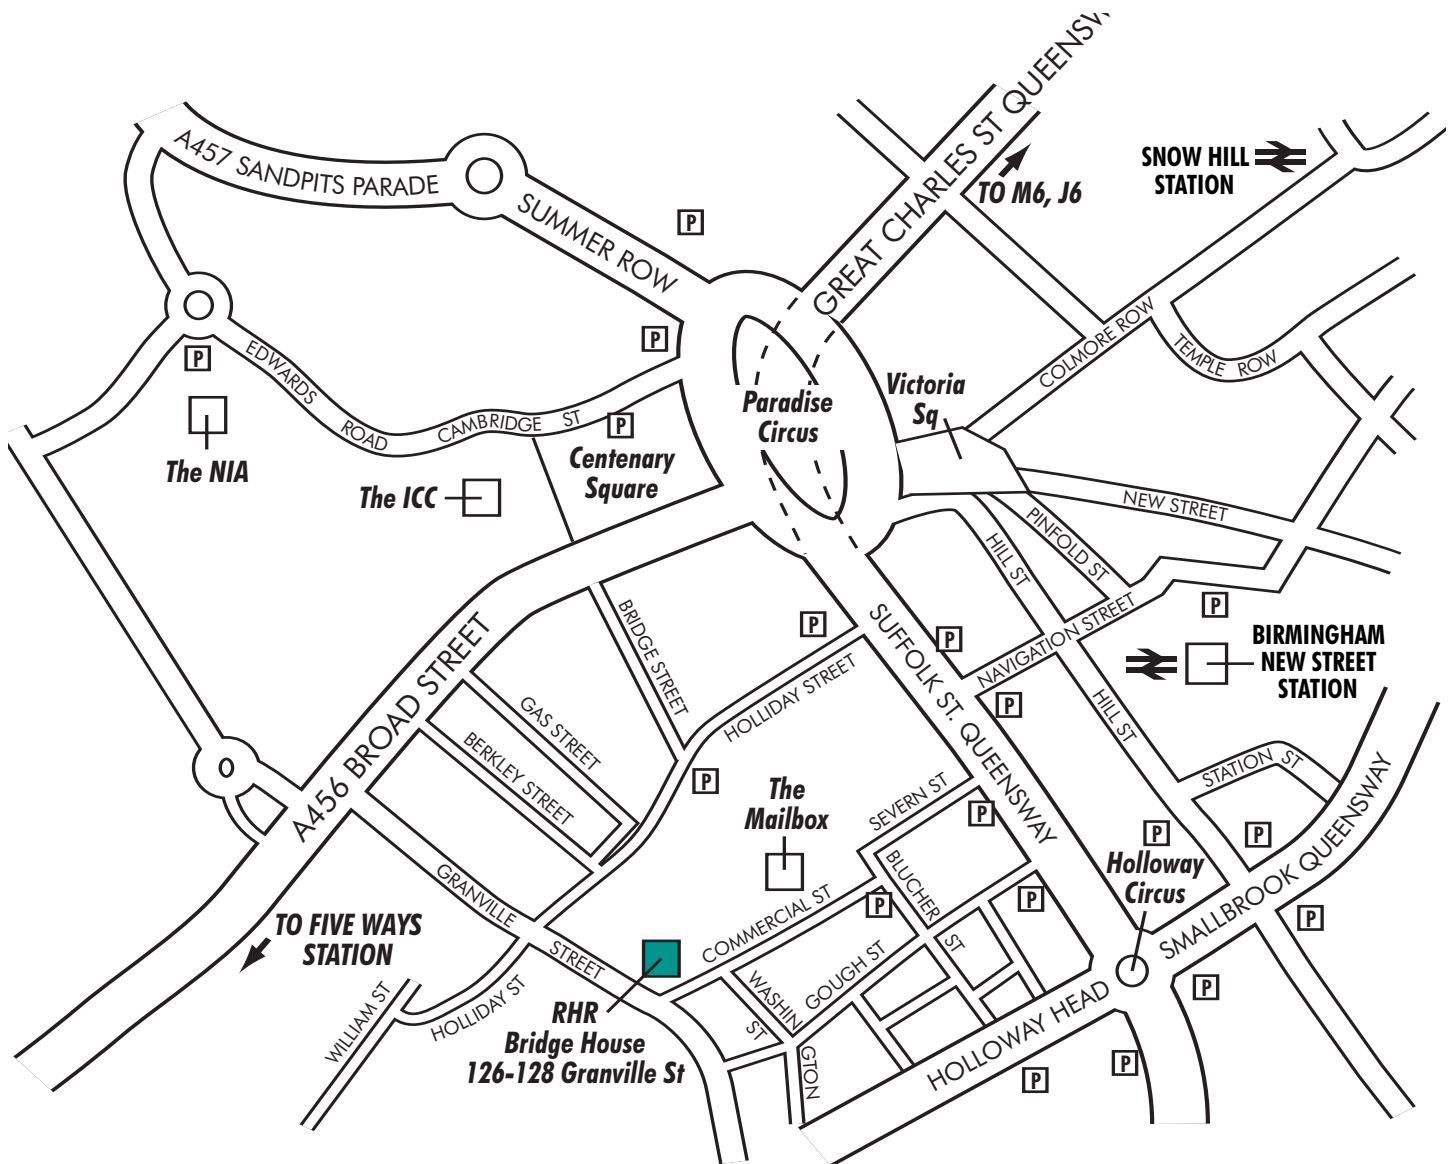 GREAT CHARLES ST QUEENSW
A457 SANDPITS PARADE
SNOW HILL
STATION
TO M6, J6
SUMMER ROW
P
P
P
EDWARDS
ROAD
CAMBRIDGE ST
P
COLMORE ROW
TEMPLE ROW
Victoria
Sq
Paradise
Circus
The NIA
The ICC
Centenary
Square
NEW STREET
PINFOLD ST
HILL ST
BRIDGE STREET
P
P
P
SUFFOLK ST. QUEENSWAY
NAVIGATION STREET
BIRMINGHAM
NEW STREET
STATION
A456 BROAD STREET
GAS STREET
BERKLEY STREET
HOLLIDAY STREET
P
HILL ST
STATION ST
P
The
Mailbox
SEVERN ST
P
P
P
Holloway
Circus
SMALLBROOK QUEENSWAY
BLUCHER
ST
P
P
P
GRANVILLE
STREET
COMMERCIAL ST
TO FIVE WAYS
STATION
WASHIN
GTON
ST
GOUGH ST
P
HOLLOWAY HEAD
WILLIAM ST
HOLLIDAY ST
RHR
Bridge House
126-128 Granville St
P
P